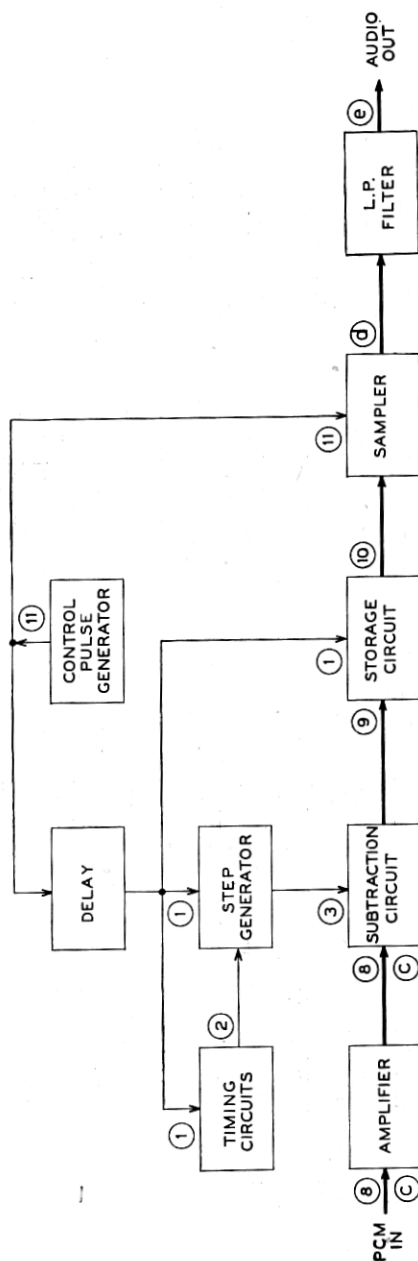 11
CONTROL
PULSE
GENERATOR
DELAY
1
1
2
TIMING
CIRCUITS
STEP
GENERATOR
3
1
11
PCM
IN
8
C
AMPLIFIER
8
C
SUBTRACTION
CIRCUIT
9
STORAGE
CIRCUIT
10
SAMPLER
d
L.P.
FILTER
e
AUDIO
OUT